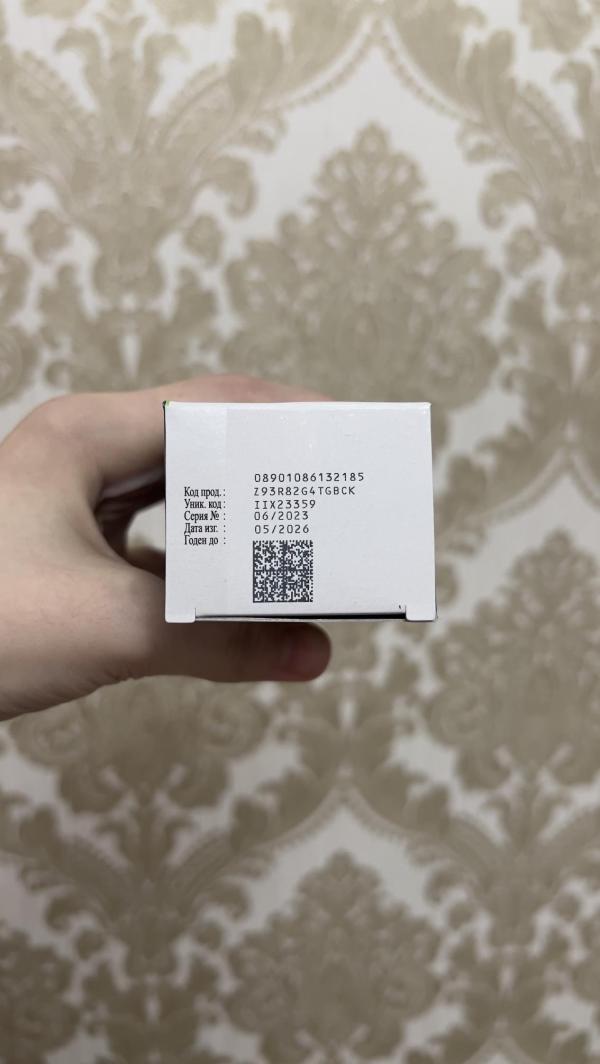 08901086132185
Код прод.: Z93R82G4TGBCK
Уник. код: IIX23359
Серия № : 06/2023
Дата изг. : 05/2026
Годен до :